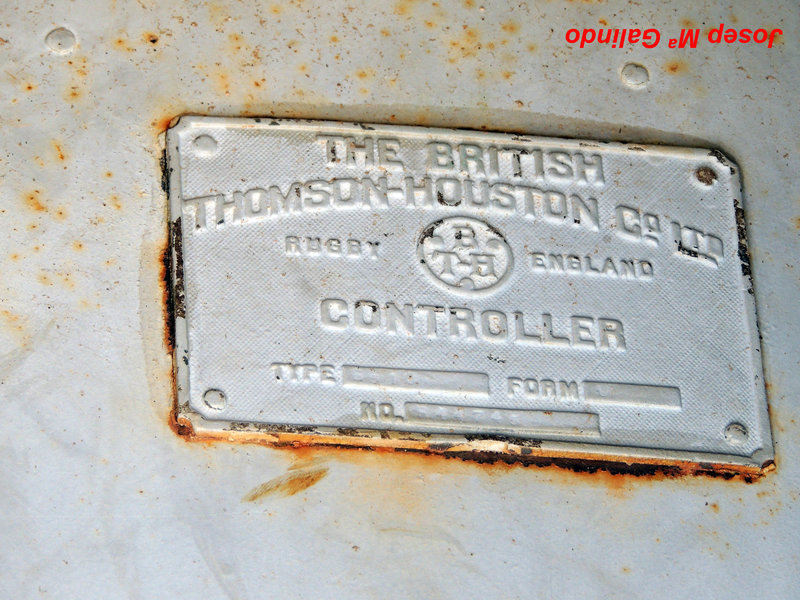 Josep Mª Galindo
THE BRITISH
THOMSON-HOUSTON Cº LTD
RUGBY ENGLAND
B
T-H
CONTROLLER
TYPE FORM
NO.